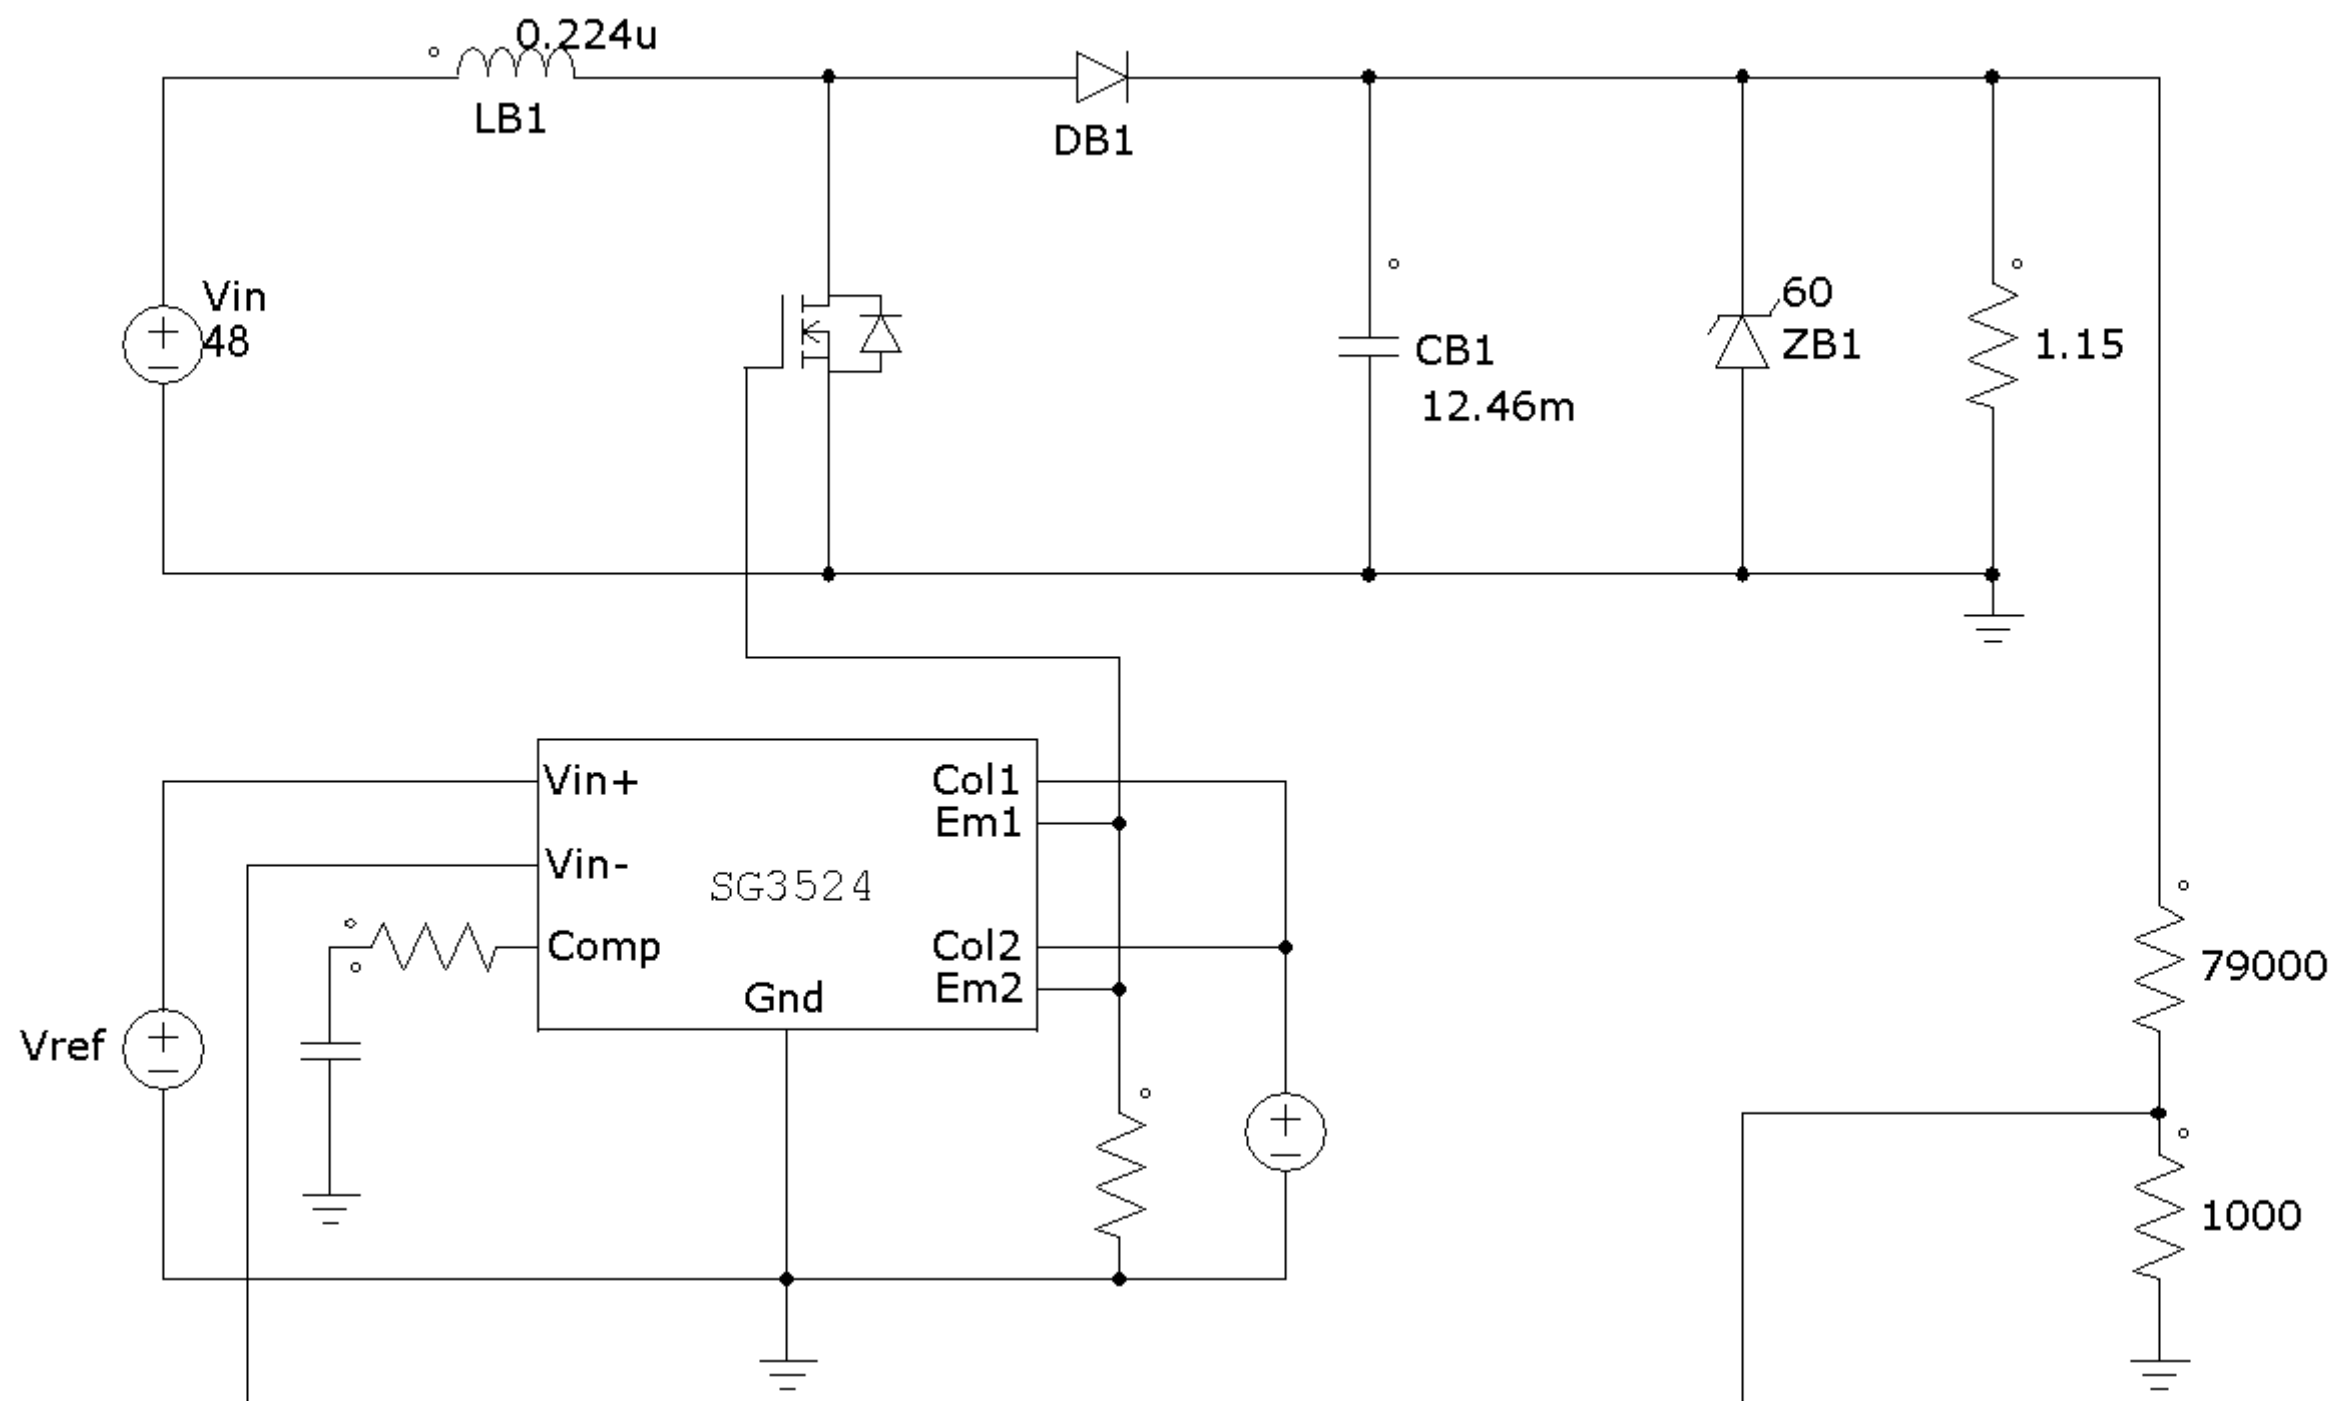 0.224u
LB1
DB1
Vin
48
60
ZB1
CB1
12.46m
1.15
Vin+
Vin-
Comp
Gnd
SG3524
Col1
Em1
Col2
Em2
Vref
79000
1000